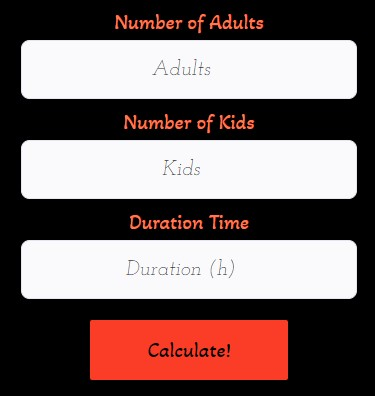 Number of Adults
Adults
Number of Kids
Kids
Duration Time
Duration (h)
Calculate!